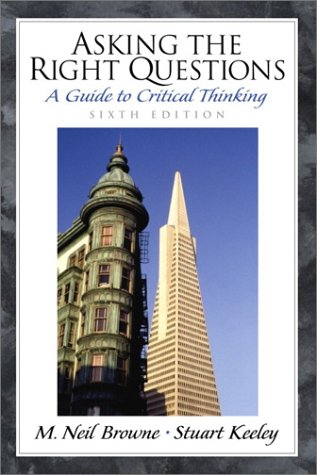 ASKING THE
RIGHT QUESTIONS
A Guide to Critical Thinking
SIXTH EDITION
M. Neil Browne · Stuart Keeley